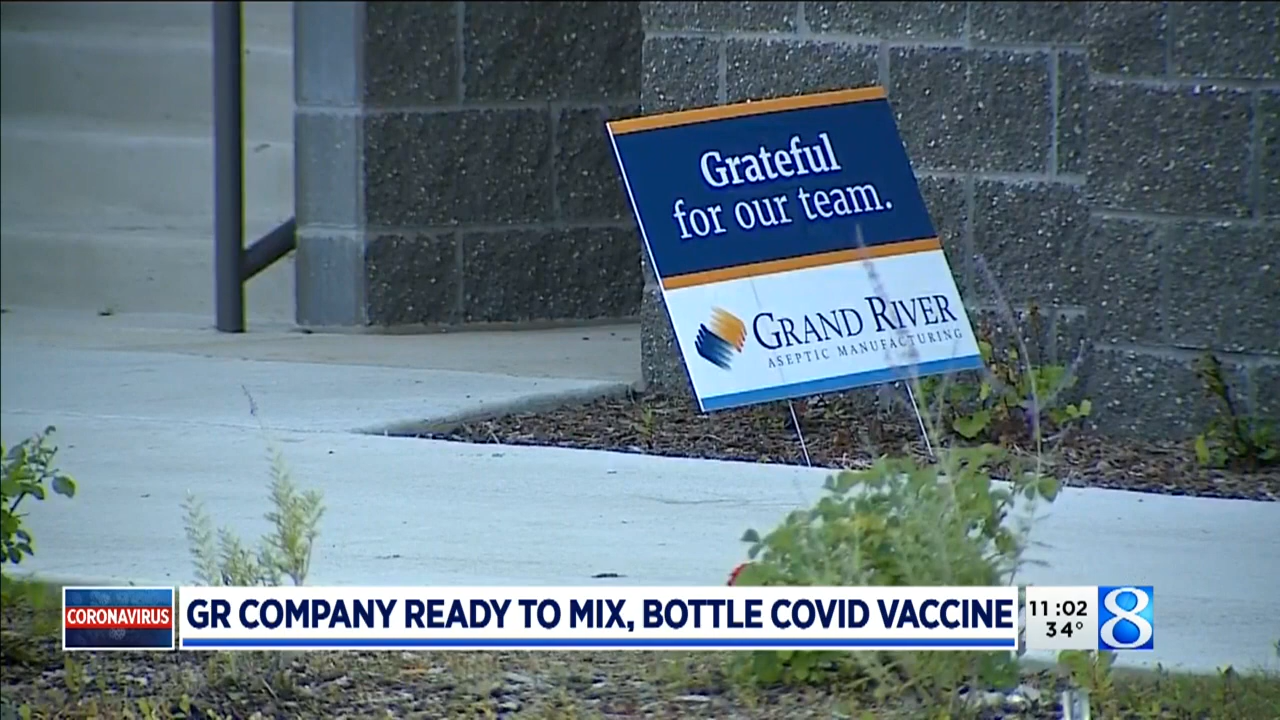 Grateful
for our team.
GRAND RIVER
ASEPTIC MANUFACTURING
CORONAVIRUS
GR COMPANY READY TO MIX, BOTTLE COVID VACCINE
11:02
34°
8